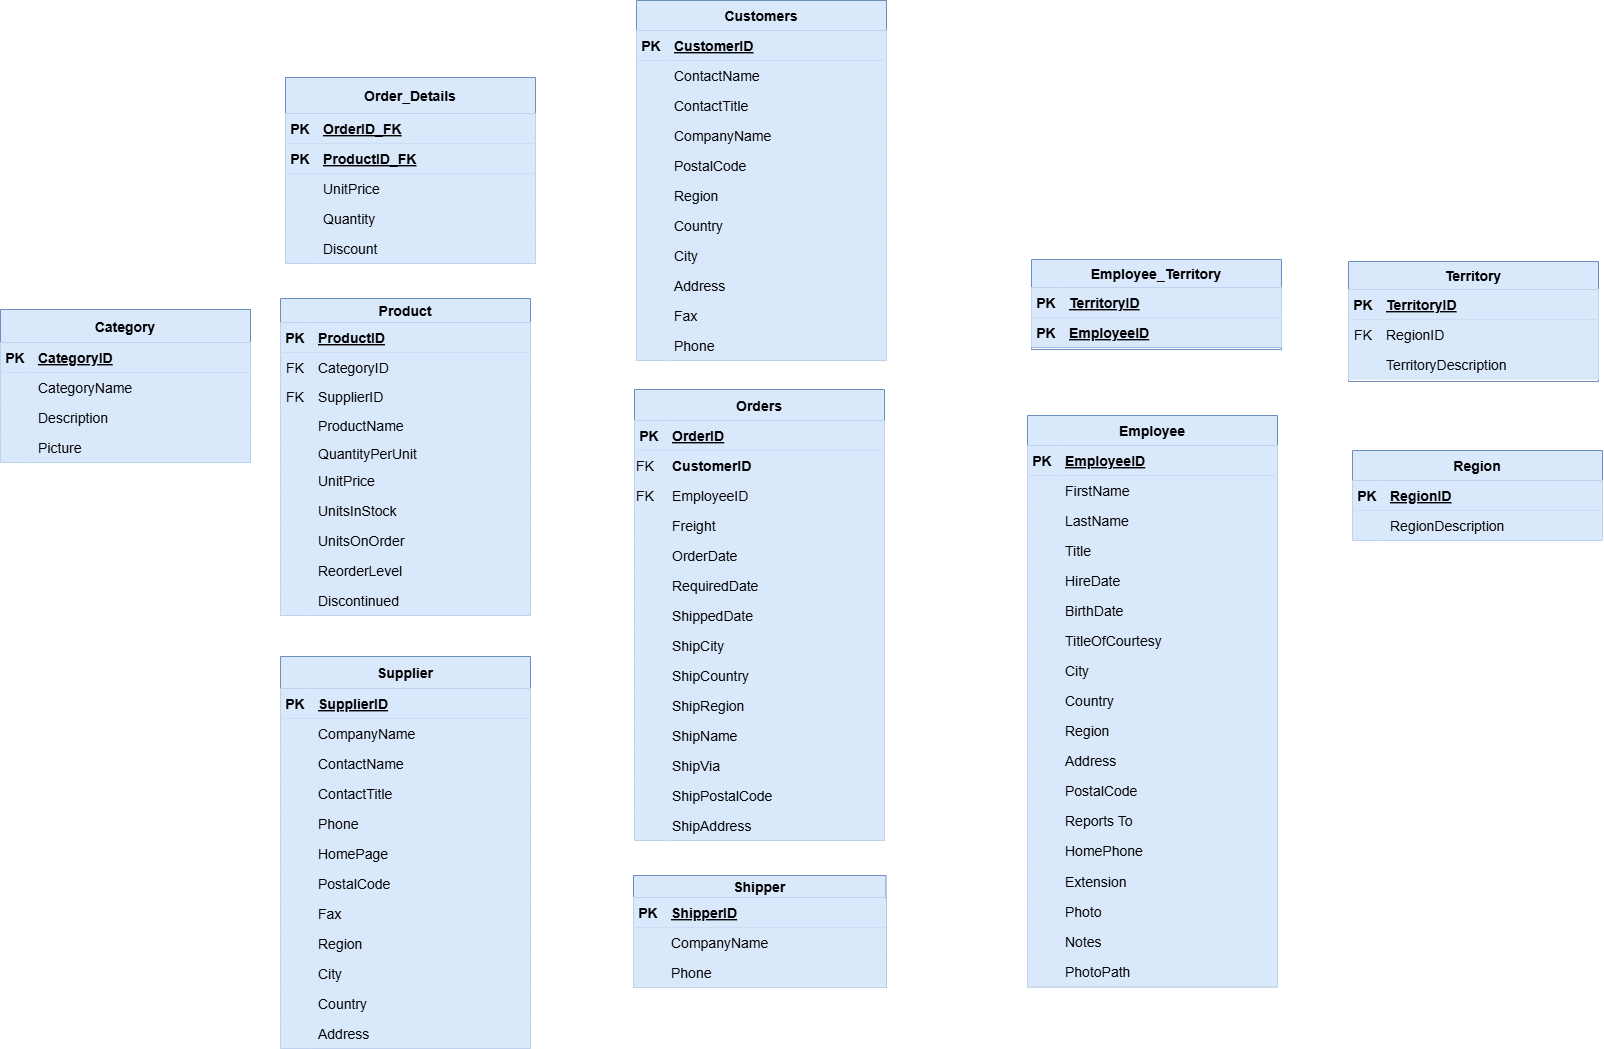 Customers
PK CustomerID
ContactName
ContactTitle
CompanyName
PostalCode
Region
Country
City
Address
Fax
Phone
Order_Details
PK OrderID_FK
PK ProductID_FK
UnitPrice
Quantity
Discount
Category
PK CategoryID
CategoryName
Description
Picture
Product
PK ProductID
FK CategoryID
FK SupplierID
ProductName
QuantityPerUnit
UnitPrice
UnitsInStock
UnitsOnOrder
ReorderLevel
Discontinued
Supplier
PK SupplierID
CompanyName
ContactName
ContactTitle
Phone
HomePage
PostalCode
Fax
Region
City
Country
Address
Orders
PK OrderID
FK CustomerID
FK EmployeeID
Freight
OrderDate
RequiredDate
ShippedDate
ShipCity
ShipCountry
ShipRegion
ShipName
ShipVia
ShipPostalCode
ShipAddress
Shipper
PK ShipperID
CompanyName
Phone
Employee_Territory
PK TerritoryID
PK EmployeeID
Employee
PK EmployeeID
FirstName
LastName
Title
HireDate
BirthDate
TitleOfCourtesy
City
Country
Region
Address
PostalCode
Reports To
HomePhone
Extension
Photo
Notes
PhotoPath
Territory
PK TerritoryID
FK RegionID
TerritoryDescription
Region
PK RegionID
RegionDescription